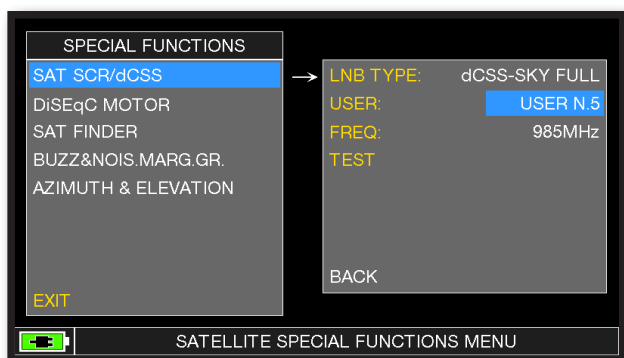 SPECIAL FUNCTIONS
SAT SCR/dCSS
DiSEqC MOTOR
SAT FINDER
BUZZ&NOIS.MARG.GR.
AZIMUTH & ELEVATION
EXIT
LNB TYPE: dCSS-SKY FULL
USER: USER N.5
FREQ: 985MHz
TEST
BACK
SATELLITE SPECIAL FUNCTIONS MENU